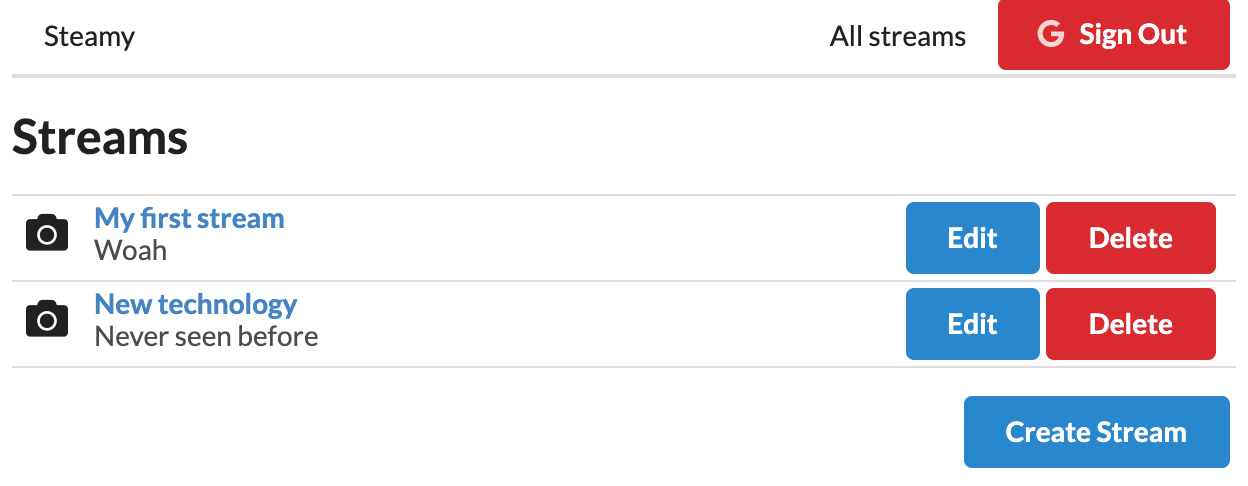 Steamy
All streams
Sign Out
Streams
My first stream
Woah
Edit
Delete
New technology
Never seen before
Edit
Delete
Create Stream